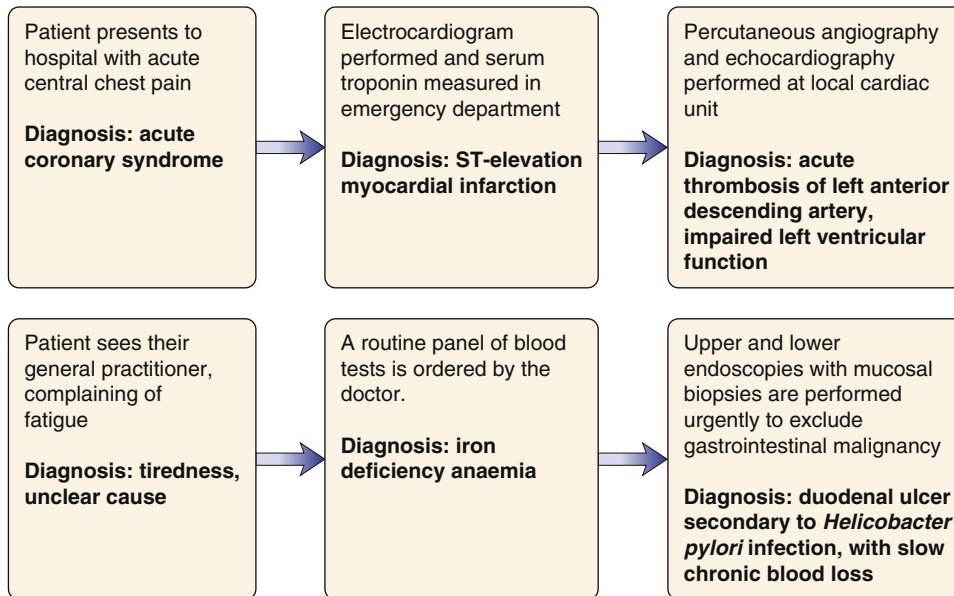 Patient presents to
hospital with acute
central chest pain
Diagnosis: acute
coronary syndrome
Electrocardiogram
performed and serum
troponin measured in
emergency department
Diagnosis: ST-elevation
myocardial infarction
Percutaneous angiography
and echocardiography
performed at local cardiac
unit
Diagnosis: acute
thrombosis of left anterior
descending artery,
impaired left ventricular
function
Patient sees their
general practitioner,
complaining of
fatigue
Diagnosis: tiredness,
unclear cause
A routine panel of blood
tests is ordered by the
doctor.
Diagnosis: iron
deficiency anaemia
Upper and lower
endoscopies with mucosal
biopsies are performed
urgently to exclude
gastrointestinal malignancy
Diagnosis: duodenal ulcer
secondary to Helicobacter
pylori infection, with slow
chronic blood loss